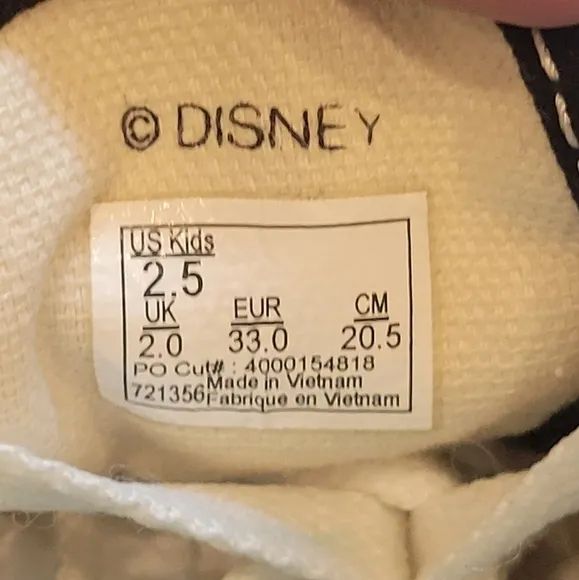 © DISNEY
US Kids
2.5
UK EUR CM
2.0 33.0 20.5
PO Cut# : 4000154818
Made in Vietnam
721356 Fabrique en Vietnam